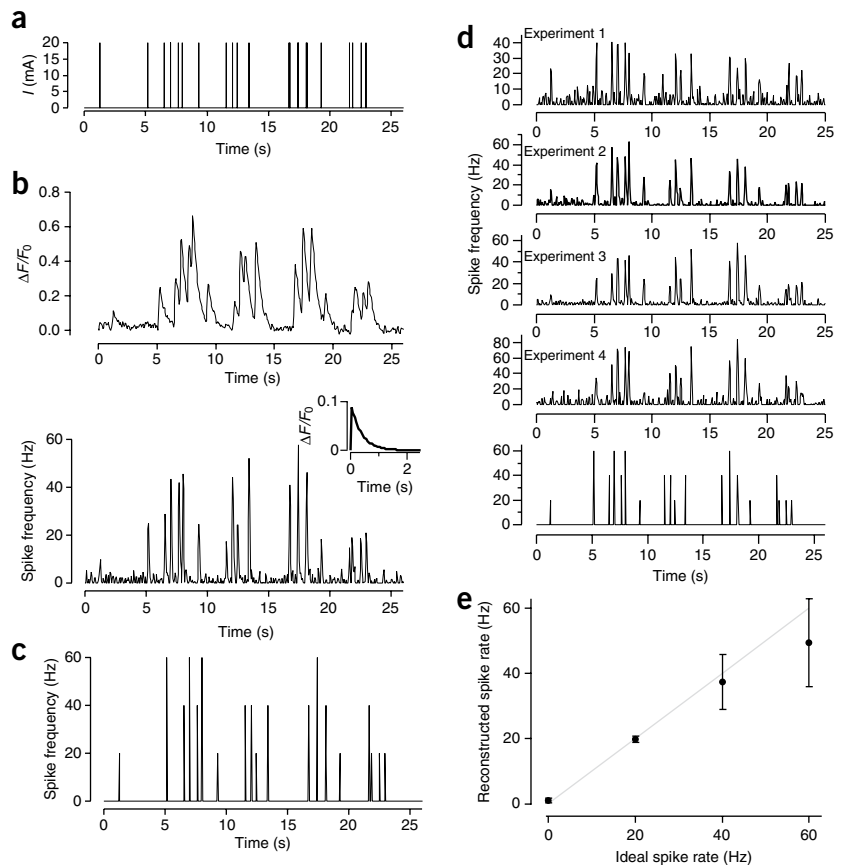 a
I (mA)
20
15
10
5
0
0 5 10 15 20 25
Time (s)
b
ΔF/F0
0.8
0.6
0.4
0.2
0.0
0 5 10 15 20 25
Time (s)
ΔF/F0
0.1
0
0 2
Time (s)
Spike frequency (Hz)
60
40
20
0
0 5 10 15 20 25
Time (s)
c
Spike frequency (Hz)
60
40
20
0
0 5 10 15 20 25
Time (s)
d
Spike frequency (Hz)
Experiment 1
40
30
20
10
0
0 5 10 15 20 25
Experiment 2
60
40
20
0
0 5 10 15 20 25
Experiment 3
60
40
20
0
0 5 10 15 20 25
Experiment 4
80
60
40
20
0
0 5 10 15 20 25
60
40
20
0
0 5 10 15 20 25
Time (s)
e
Reconstructed spike rate (Hz)
60
40
20
0
0 20 40 60
Ideal spike rate (Hz)